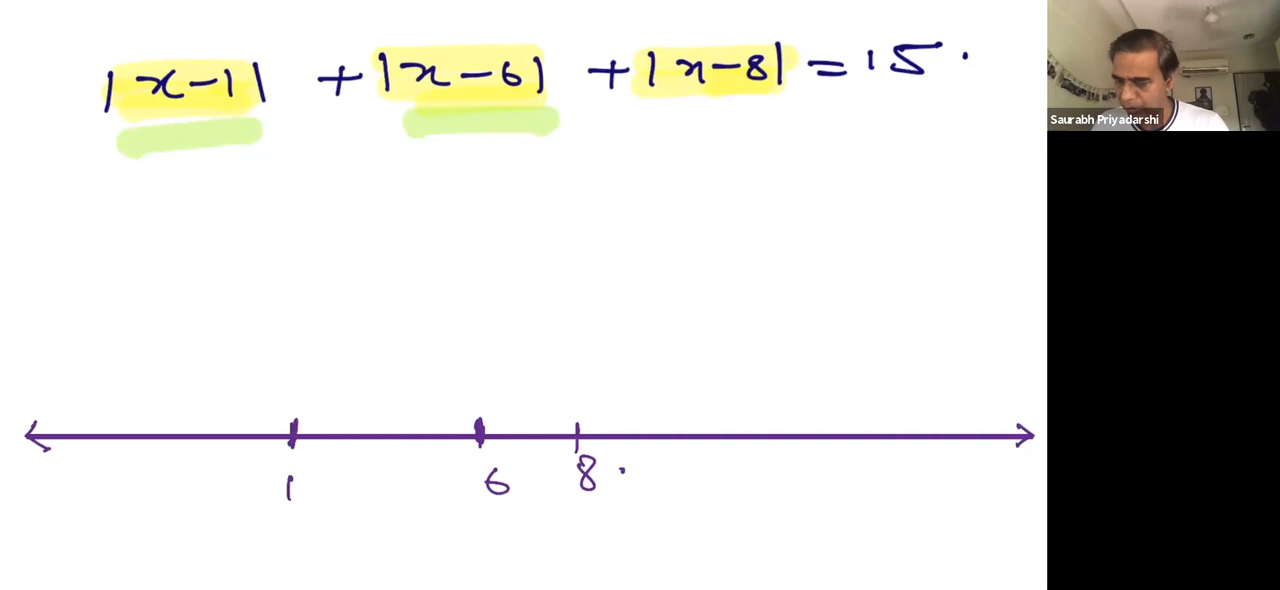 |x-1| + |x-6| + |x-8| = 15.
Saurabh Priyadarshi
1 6 8.